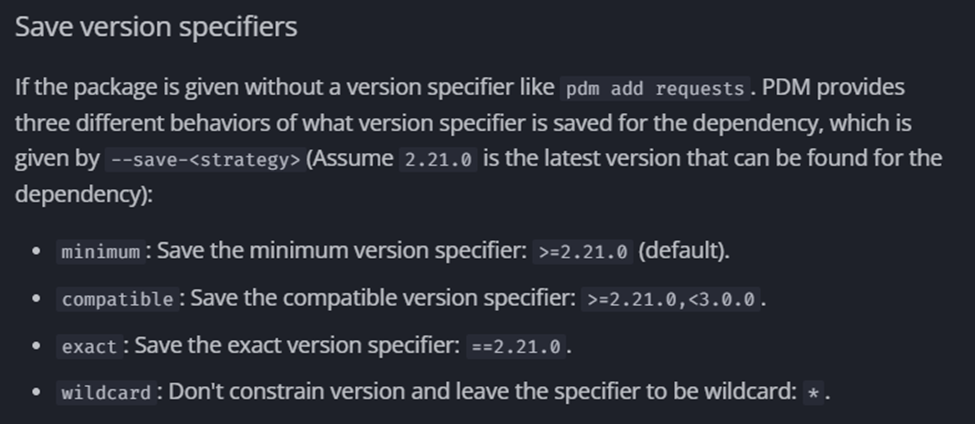 Save version specifiers
If the package is given without a version specifier like pdm add requests. PDM provides
three different behaviors of what version specifier is saved for the dependency, which is
given by --save-<strategy>(Assume 2.21.0 is the latest version that can be found for the
dependency):
• minimum: Save the minimum version specifier: >=2.21.0 (default).
• compatible: Save the compatible version specifier: >=2.21.0,<3.0.0.
• exact: Save the exact version specifier: ==2.21.0.
• wildcard: Don't constrain version and leave the specifier to be wildcard: *.